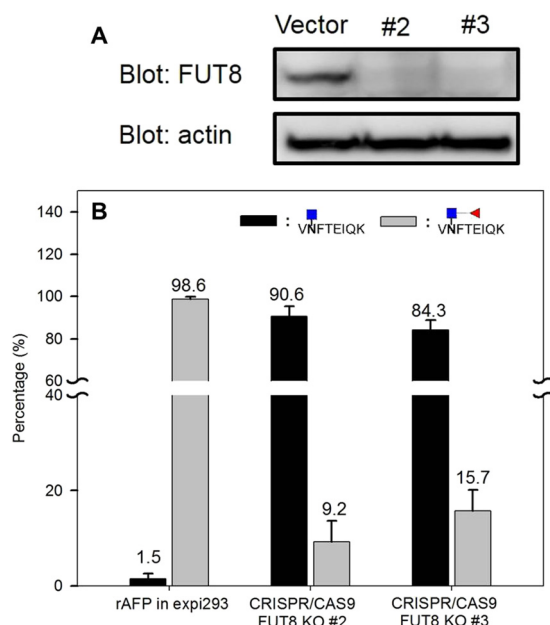 A
Vector #2 #3
Blot: FUT8
Blot: actin
B
: VNFTEIQK
: VNFTEIQK
Percentage (%)
140
120
100
80
60
40
20
0
1.5
98.6
90.6
9.2
84.3
15.7
rAFP in expi293
CRISPR/CAS9
FUT8 KO #2
CRISPR/CAS9
FUT8 KO #3